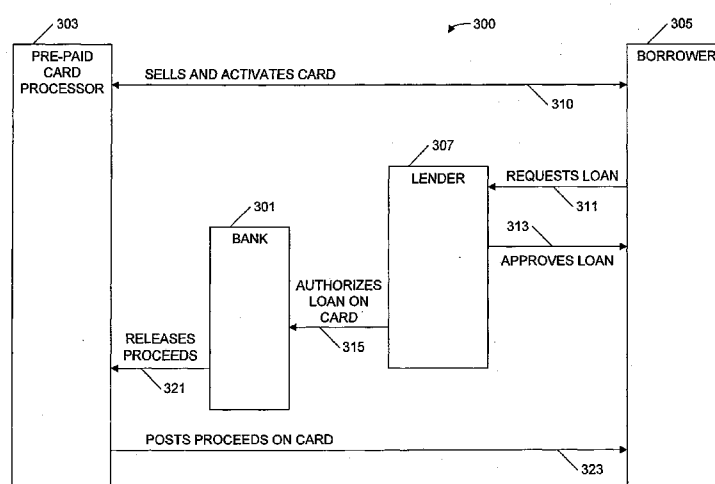 300
303
305
PRE-PAID
CARD
PROCESSOR
BORROWER
SELLS AND ACTIVATES CARD
310
307
LENDER
REQUESTS LOAN
311
301
BANK
313
APPROVES LOAN
AUTHORIZES
LOAN ON
CARD
315
RELEASES
PROCEEDS
321
POSTS PROCEEDS ON CARD
323